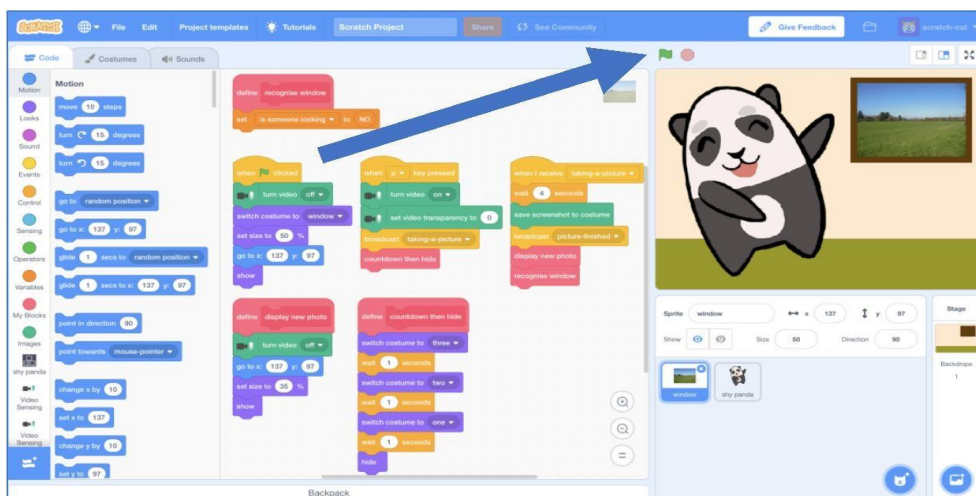 SCRATCH File Edit Project templates Tutorials Scratch Project Share See Community Give Feedback scratch-cat
Code Costumes Sounds
Motion
Looks
Sound
Events
Control
Sensing
Operators
Variables
My Blocks
Images
shy panda
Video
Sensing
Video
Sensing
Motion
move 10 steps
turn 15 degrees
turn 15 degrees
go to random position
go to x: 137 y: 97
glide 1 secs to random position
glide 1 secs to x: 137 y: 97
point in direction 90
point towards mouse-pointer
change x by 10
set x to 137
change y by 10
set y to 97
define recognise window
set is someone looking to NO
when clicked
turn video off
switch costume to window
set size to 50 %
go to x: 137 y: 97
show
when p key pressed
turn video on
set video transparency to 0
broadcast taking-a-picture
countdown then hide
when I receive taking-a-picture
wait 4 seconds
save screenshot to costume
broadcast picture-finished
display new photo
recognise window
define display new photo
turn video off
go to x: 137 y: 97
set size to 35 %
show
define countdown then hide
switch costume to three
wait 1 seconds
switch costume to two
wait 1 seconds
switch costume to one
wait 1 seconds
hide
Backpack
Sprite window x 137 y 97
Show Size 50 Direction 90
window
shy panda
Stage
Backdrops
1